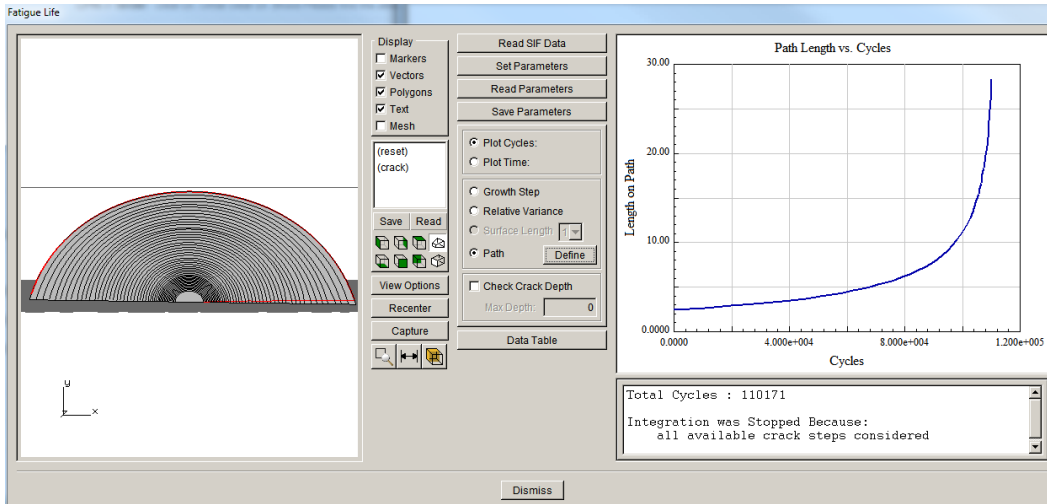 Fatigue Life
y
x
Display
Markers
Vectors
Polygons
Text
Mesh
(reset)
(crack)
Save Read
View Options
Recenter
Capture
Read SIF Data
Set Parameters
Read Parameters
Save Parameters
Plot Cycles:
Plot Time:
Growth Step
Relative Variance
Surface Length 1
Path Define
Check Crack Depth
Max Depth: 0
Data Table
Path Length vs. Cycles
30.00
20.00
10.00
0.0000
Length on Path
0.0000 4.000e+004 8.000e+004 1.200e+005
Cycles
Total Cycles : 110171
Integration was Stopped Because:
all available crack steps considered
Dismiss